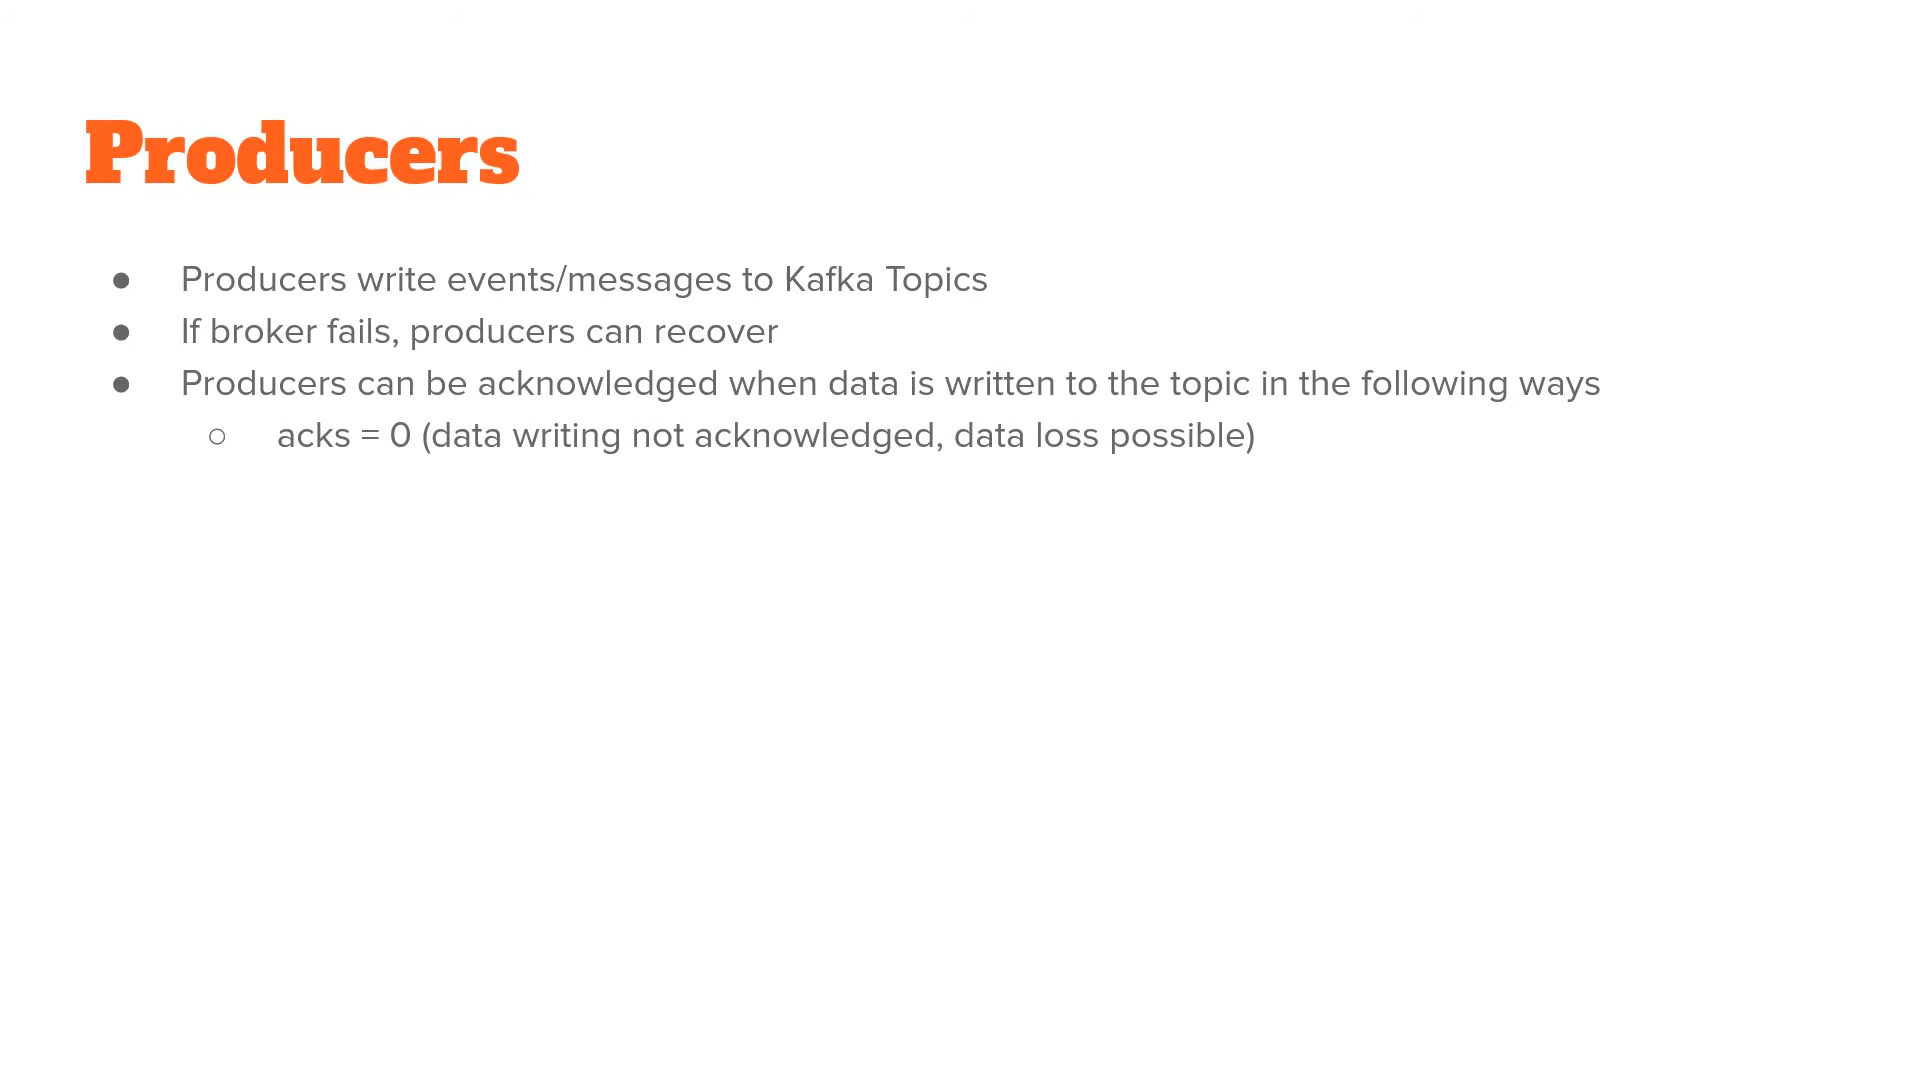 Producers
● Producers write events/messages to Kafka Topics
● If broker fails, producers can recover
● Producers can be acknowledged when data is written to the topic in the following ways
○ acks = 0 (data writing not acknowledged, data loss possible)